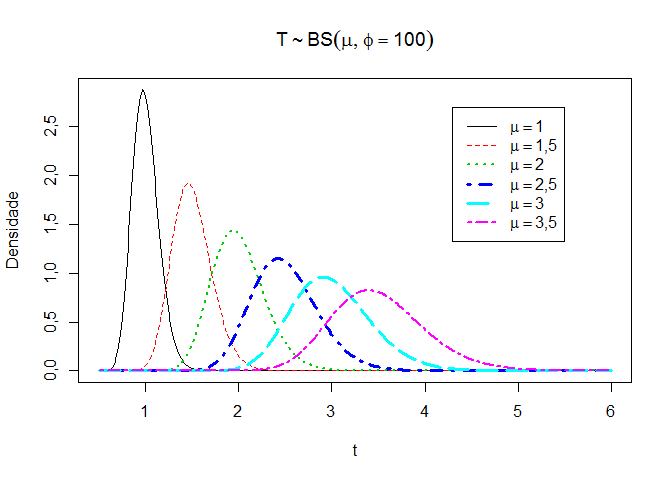 T ~ BS(μ, ϕ = 100)
Densidade
2,5
2,0
1,5
1,0
0,5
0,0
μ = 1
μ = 1,5
μ = 2
μ = 2,5
μ = 3
μ = 3,5
1 2 3 4 5 6
t